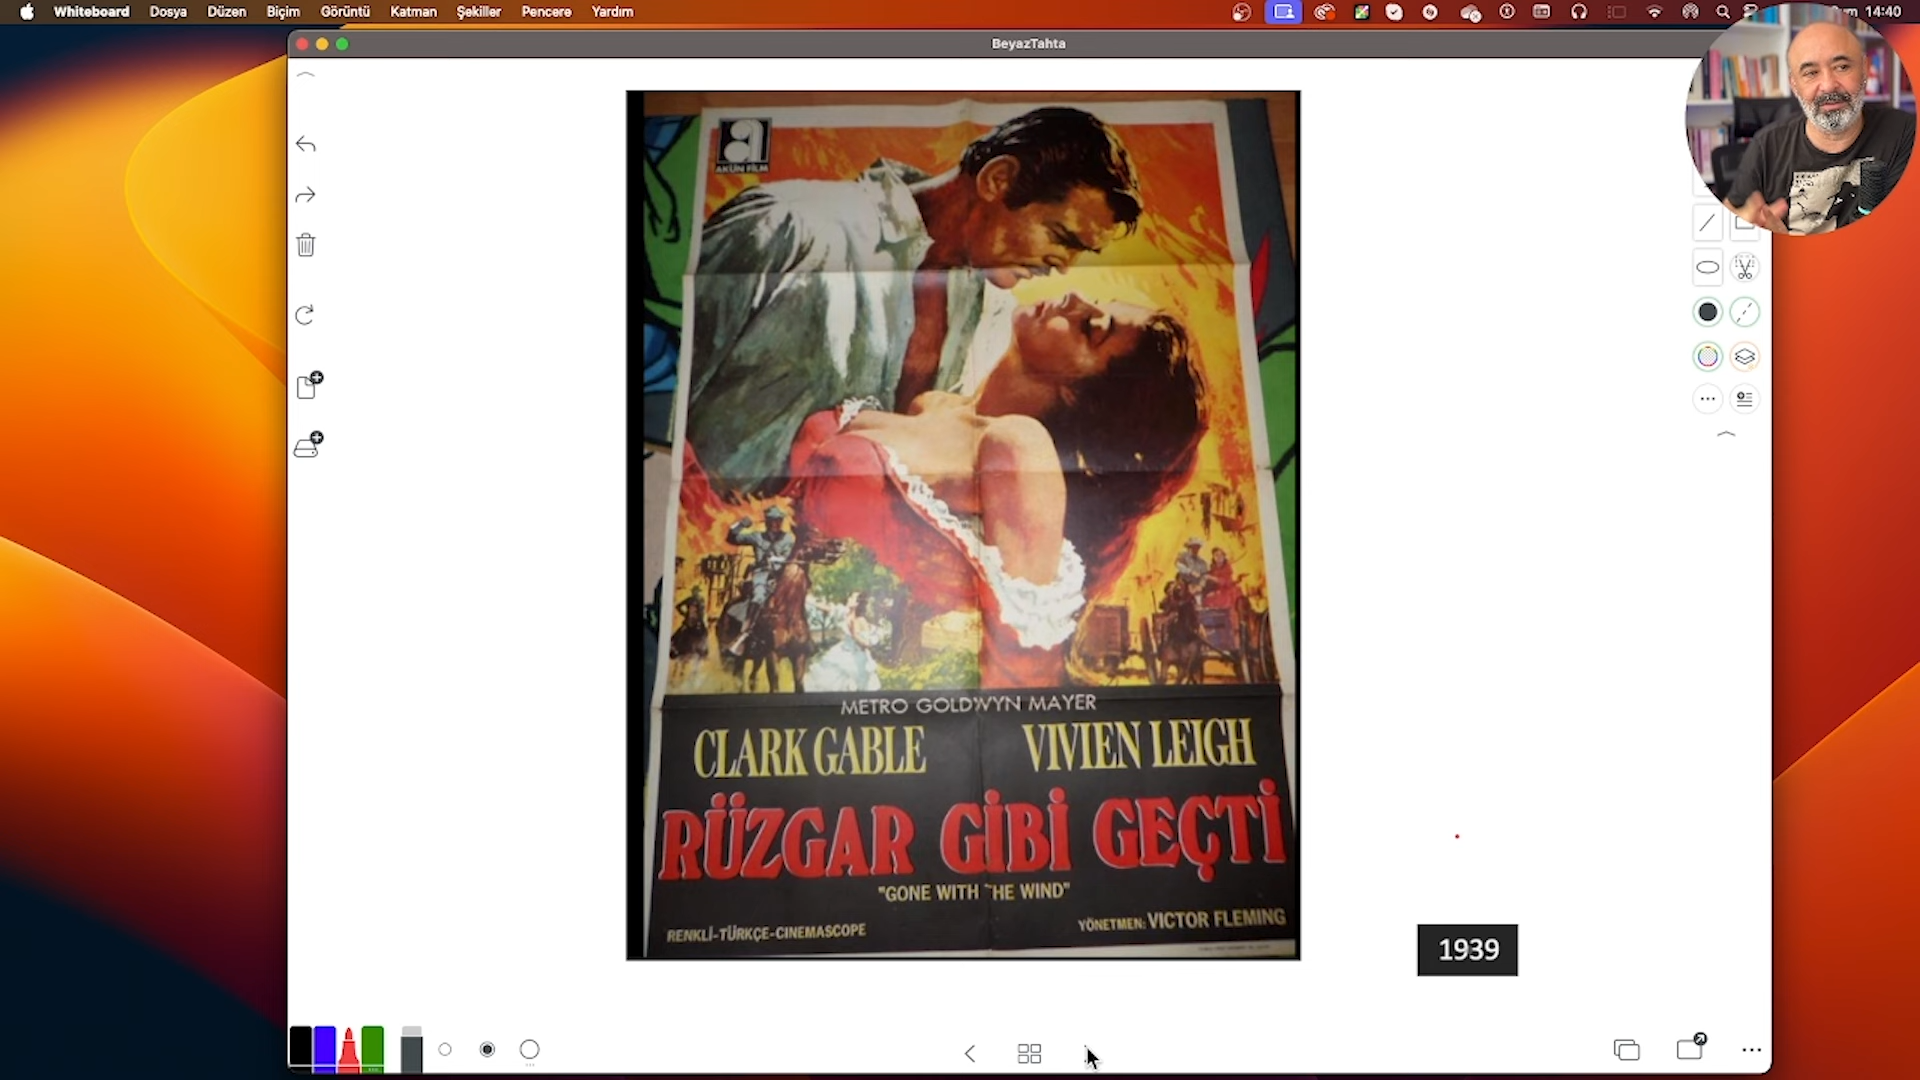 Whiteboard Dosya Düzen Biçim Görüntü Katman Şekiller Pencere Yardım
14:40
BeyazTahta
a
AKÜN FİLM
METRO GOLDWYN MAYER
CLARK GABLE VIVIEN LEIGH
RÜZGAR GİBİ GEÇTİ
"GONE WITH THE WIND"
RENKLİ-TÜRKÇE-CINEMASCOPE
YÖNETMEN: VICTOR FLEMING
1939